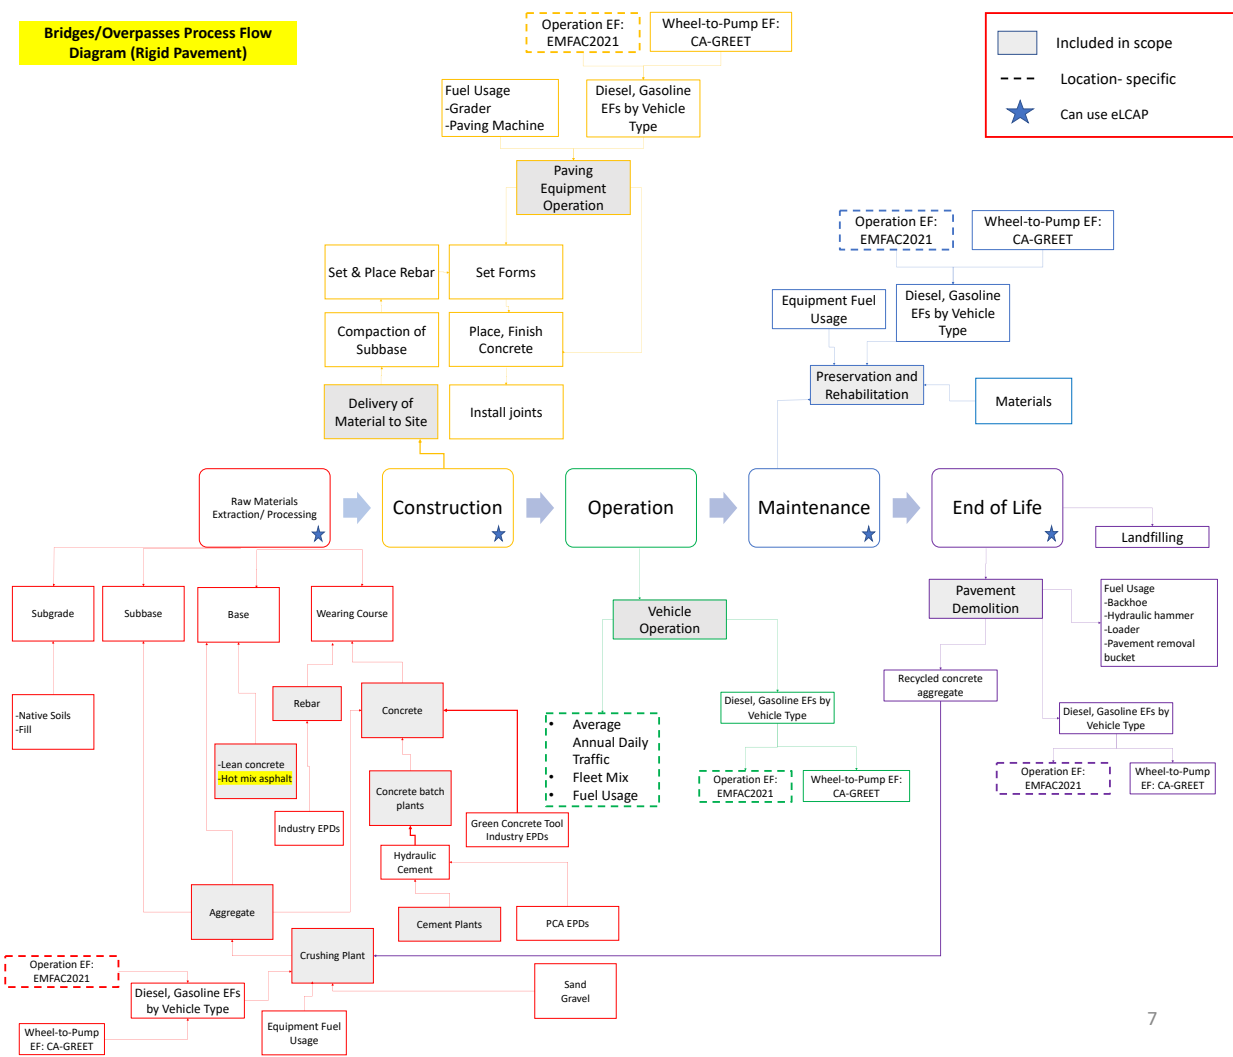 Bridges/Overpasses Process Flow
Diagram (Rigid Pavement)
Operation EF:
EMFAC2021
Wheel-to-Pump EF:
CA-GREET
Included in scope
Location- specific
Can use eLCAP
Fuel Usage
-Grader
-Paving Machine
Diesel, Gasoline
EFs by Vehicle
Type
Paving
Equipment
Operation
Set & Place Rebar
Set Forms
Compaction of
Subbase
Place, Finish
Concrete
Delivery of
Material to Site
Install joints
Operation EF:
EMFAC2021
Wheel-to-Pump EF:
CA-GREET
Equipment Fuel
Usage
Diesel, Gasoline
EFs by Vehicle
Type
Preservation and
Rehabilitation
Materials
Raw Materials
Extraction/ Processing
Construction
Operation
Maintenance
End of Life
Landfilling
Subgrade
Subbase
Base
Wearing Course
Vehicle
Operation
Pavement
Demolition
Fuel Usage
-Backhoe
-Hydraulic hammer
-Loader
-Pavement removal
bucket
-Native Soils
-Fill
Rebar
Concrete
Recycled concrete
aggregate
-Lean concrete
-Hot mix asphalt
• Average
Annual Daily
Traffic
• Fleet Mix
• Fuel Usage
Diesel, Gasoline EFs by
Vehicle Type
Diesel, Gasoline EFs by
Vehicle Type
Concrete batch
plants
Operation EF:
EMFAC2021
Wheel-to-Pump EF:
CA-GREET
Operation EF:
EMFAC2021
Wheel-to-Pump
EF: CA-GREET
Industry EPDs
Green Concrete Tool
Industry EPDs
Hydraulic
Cement
Aggregate
Cement Plants
PCA EPDs
Crushing Plant
Operation EF:
EMFAC2021
Diesel, Gasoline EFs
by Vehicle Type
Sand
Gravel
Wheel-to-Pump
EF: CA-GREET
Equipment Fuel
Usage
7